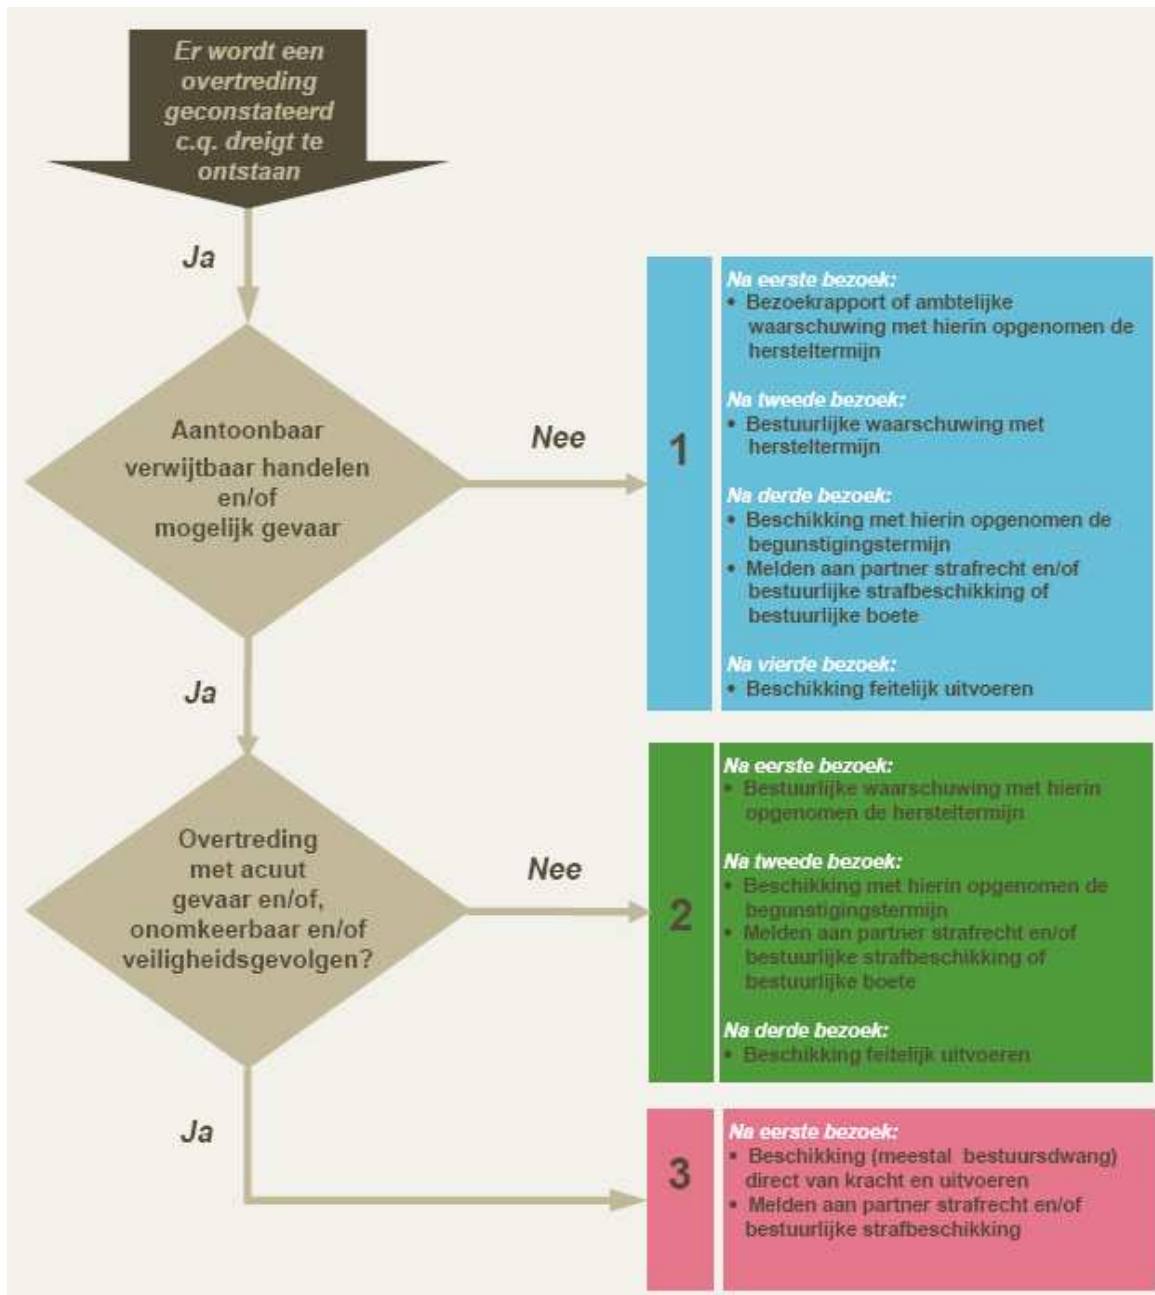 Er wordt een
overtreding
geconstateerd
c.q. dreigt te
ontstaan
Ja
Aantoonbaar
verwijtbaar handelen
en/of
mogelijk gevaar
Nee
1
Na eerste bezoek:
• Bezoekrapport of ambtelijke
waarschuwing met hierin opgenomen de
hersteltermijn
Na tweede bezoek:
• Bestuurlijke waarschuwing met
hersteltermijn
Na derde bezoek:
• Beschikking met hierin opgenomen de
begunstigingstermijn
• Melden aan partner strafrecht en/of
bestuurlijke strafbeschikking of
bestuurlijke boete
Na vierde bezoek:
• Beschikking feitelijk uitvoeren
Ja
Overtreding
met acuut
gevaar en/of,
onomkeerbaar en/of
veiligheidsgevolgen?
Nee
2
Na eerste bezoek:
• Bestuurlijke waarschuwing met hierin
opgenomen de hersteltermijn
Na tweede bezoek:
• Beschikking met hierin opgenomen de
begunstigingstermijn
• Melden aan partner strafrecht en/of
bestuurlijke strafbeschikking of
bestuurlijke boete
Na derde bezoek:
• Beschikking feitelijk uitvoeren
Ja
3
Na eerste bezoek:
• Beschikking (meestal bestuursdwang)
direct van kracht en uitvoeren
• Melden aan partner strafrecht en/of
bestuurlijke strafbeschikking